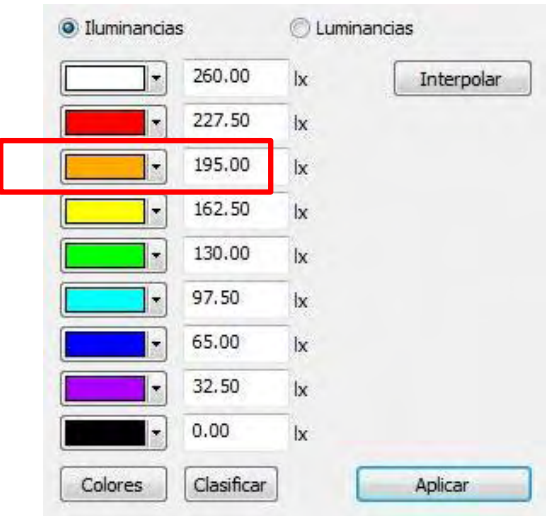 Iluminancias Luminancias
260.00 lx Interpolar
227.50 lx
195.00 lx
162.50 lx
130.00 lx
97.50 lx
65.00 lx
32.50 lx
0.00 lx
Colores Clasificar Aplicar